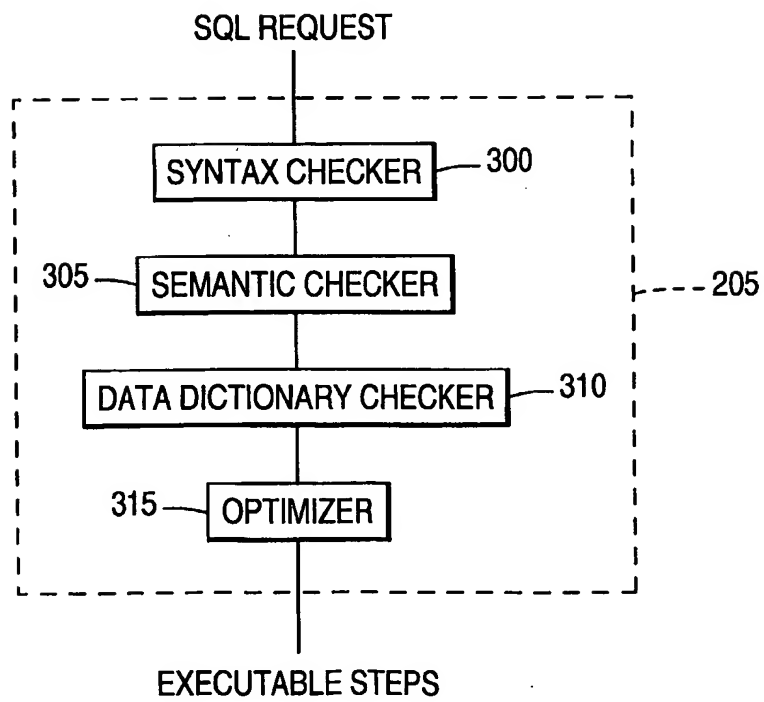 SQL REQUEST
SYNTAX CHECKER
300
305
SEMANTIC CHECKER
205
DATA DICTIONARY CHECKER
310
315
OPTIMIZER
EXECUTABLE STEPS